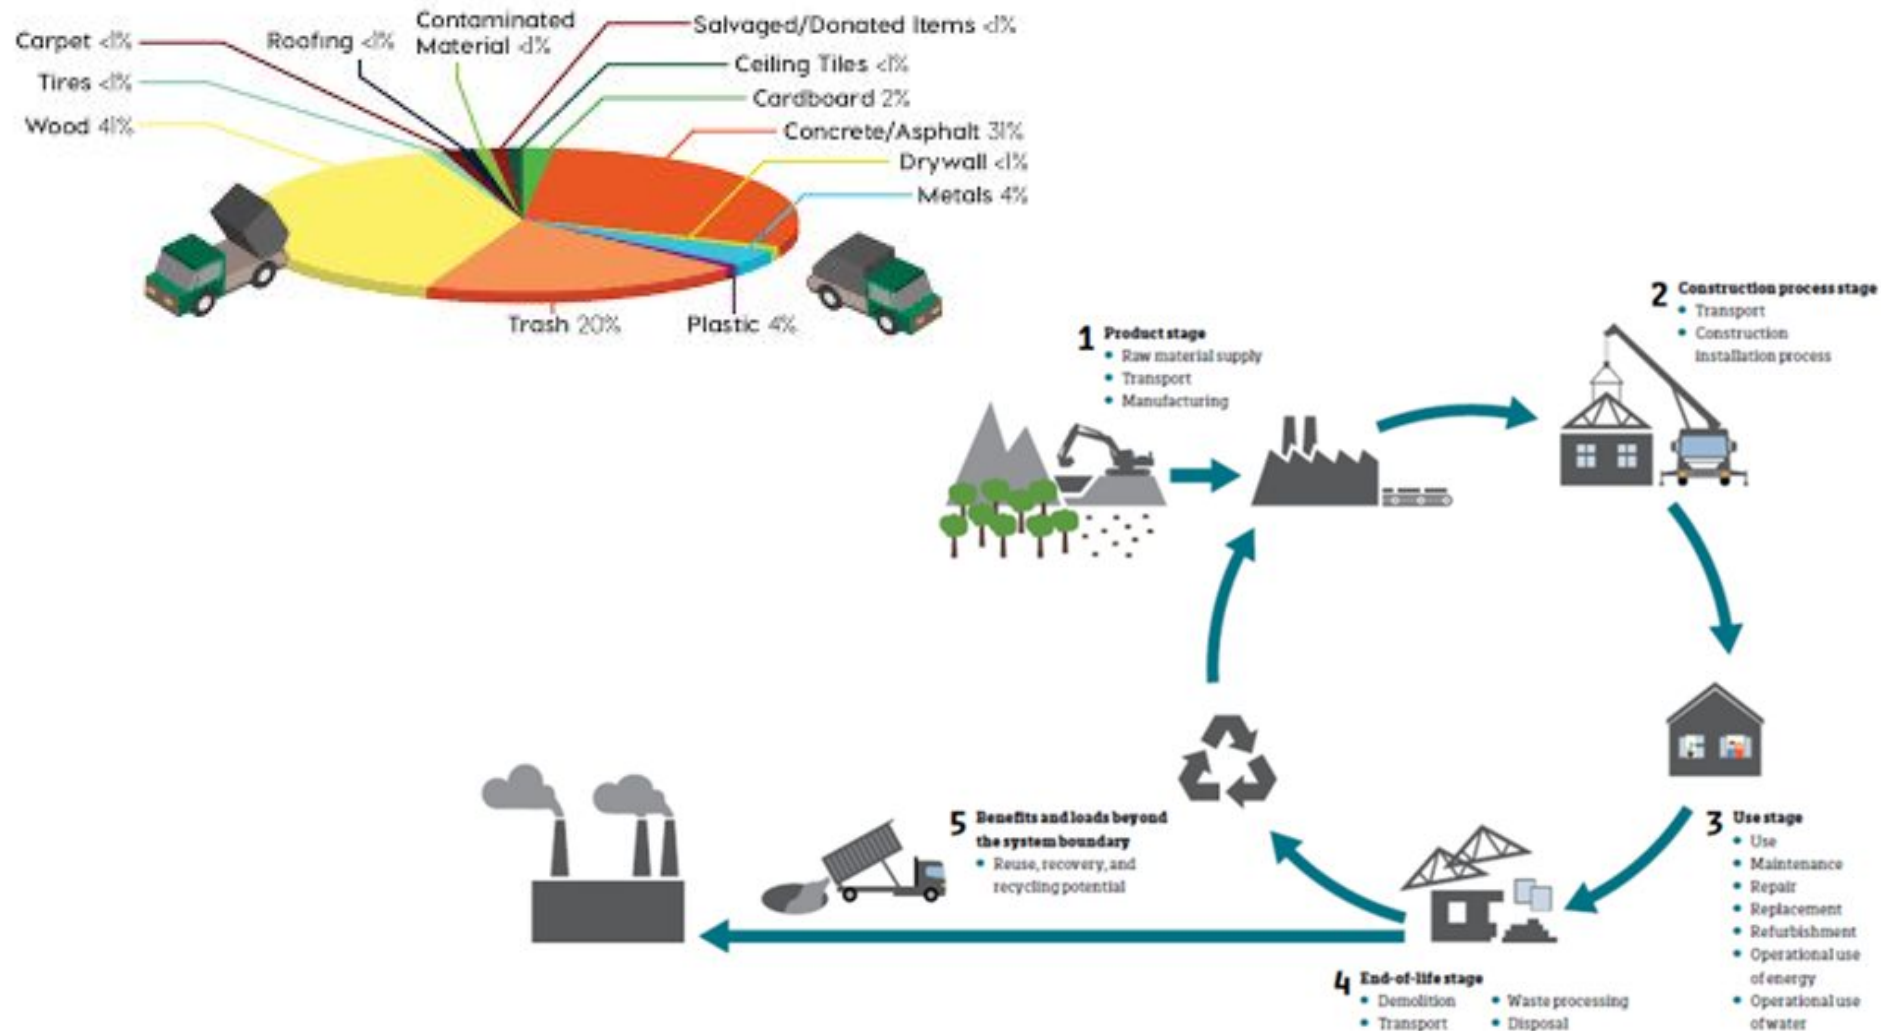 Carpet <1%
Tires <1%
Wood 41%
Roofing <1%
Contaminated
Material <1%
Salvaged/Donated Items <1%
Ceiling Tiles <1%
Cardboard 2%
Concrete/Asphalt 31%
Drywall <1%
Metals 4%
Trash 20%
Plastic 4%
1 Product stage
• Raw material supply
• Transport
• Manufacturing
2 Construction process stage
• Transport
• Construction
installation process
3 Use stage
• Use
• Maintenance
• Repair
• Replacement
• Refurbishment
• Operational use
of energy
• Operational use
of water
4 End-of-life stage
• Demolition
• Transport
• Waste processing
• Disposal
5 Benefits and loads beyond
the system boundary
• Reuse, recovery, and
recycling potential